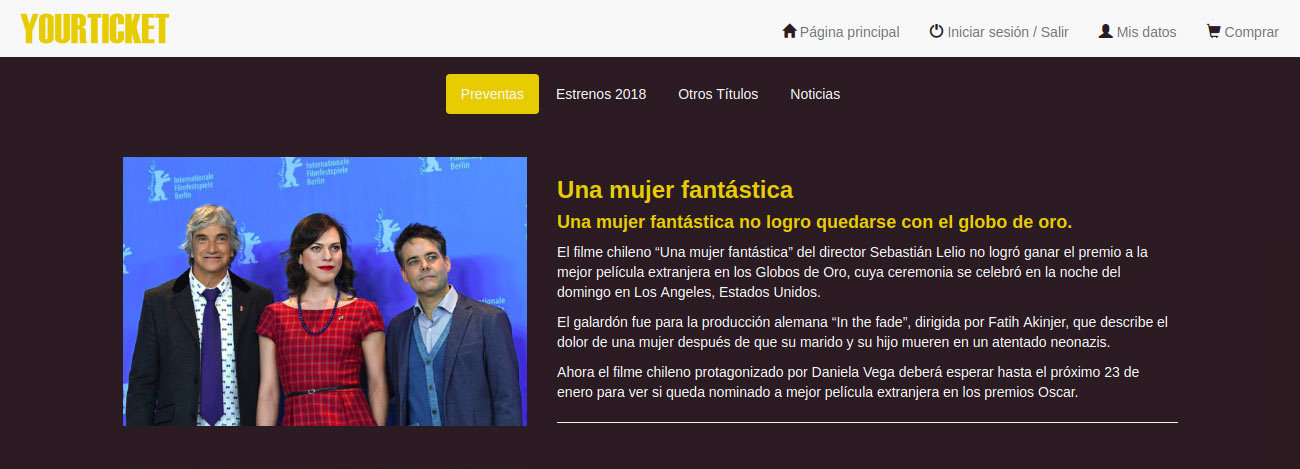 YOURTICKET
Página principal
Iniciar sesión / Salir
Mis datos
Comprar
Preventas
Estrenos 2018
Otros Títulos
Noticias
Internationale
Filmfestspiele
Berlin
Internationale
Filmfestspiele
Berlin
Filmfestspiele
Berlin
Una mujer fantástica
Una mujer fantástica no logro quedarse con el globo de oro.
El filme chileno “Una mujer fantástica” del director Sebastián Lelio no logró ganar el premio a la
mejor película extranjera en los Globos de Oro, cuya ceremonia se celebró en la noche del
domingo en Los Angeles, Estados Unidos.
El galardón fue para la producción alemana “In the fade”, dirigida por Fatih Akinjer, que describe el
dolor de una mujer después de que su marido y su hijo mueren en un atentado neonazis.
Ahora el filme chileno protagonizado por Daniela Vega deberá esperar hasta el próximo 23 de
enero para ver si queda nominado a mejor película extranjera en los premios Oscar.